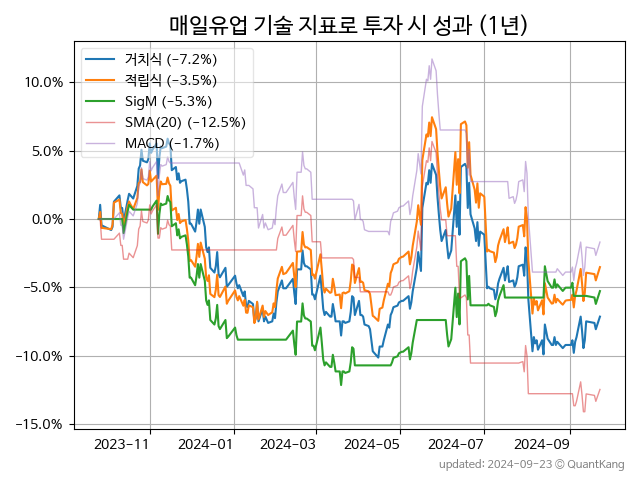 매일유업 기술 지표로 투자 시 성과 (1년)
거치식 (−7.2%)
적립식 (−3.5%)
SigM (−5.3%)
SMA(20) (−12.5%)
MACD (−1.7%)
10.0%
5.0%
0.0%
−5.0%
−10.0%
−15.0%
2023-11 2024-01 2024-03 2024-05 2024-07 2024-09
updated: 2024-09-23 © QuantKang